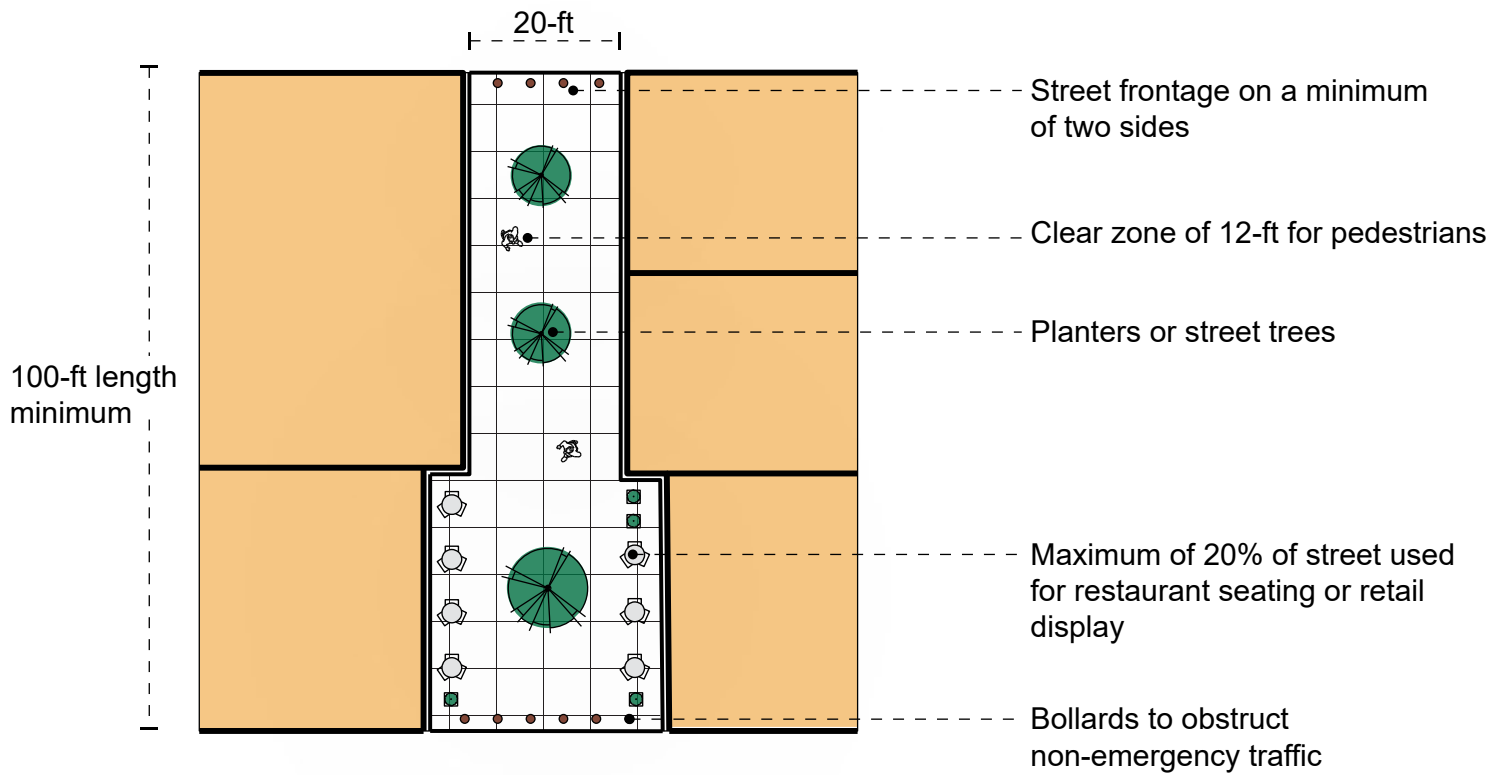 20-ft
Street frontage on a minimum
of two sides
Clear zone of 12-ft for pedestrians
Planters or street trees
100-ft length
minimum
Maximum of 20% of street used
for restaurant seating or retail
display
Bollards to obstruct
non-emergency traffic